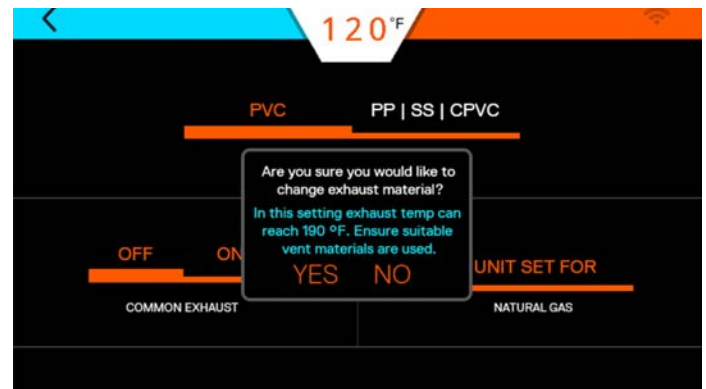 120°F
PVC PP | SS | CPVC
Are you sure you would like to
change exhaust material?
In this setting exhaust temp can
reach 190 °F. Ensure suitable
vent materials are used.
YES NO
OFF ON
COMMON EXHAUST
UNIT SET FOR
NATURAL GAS